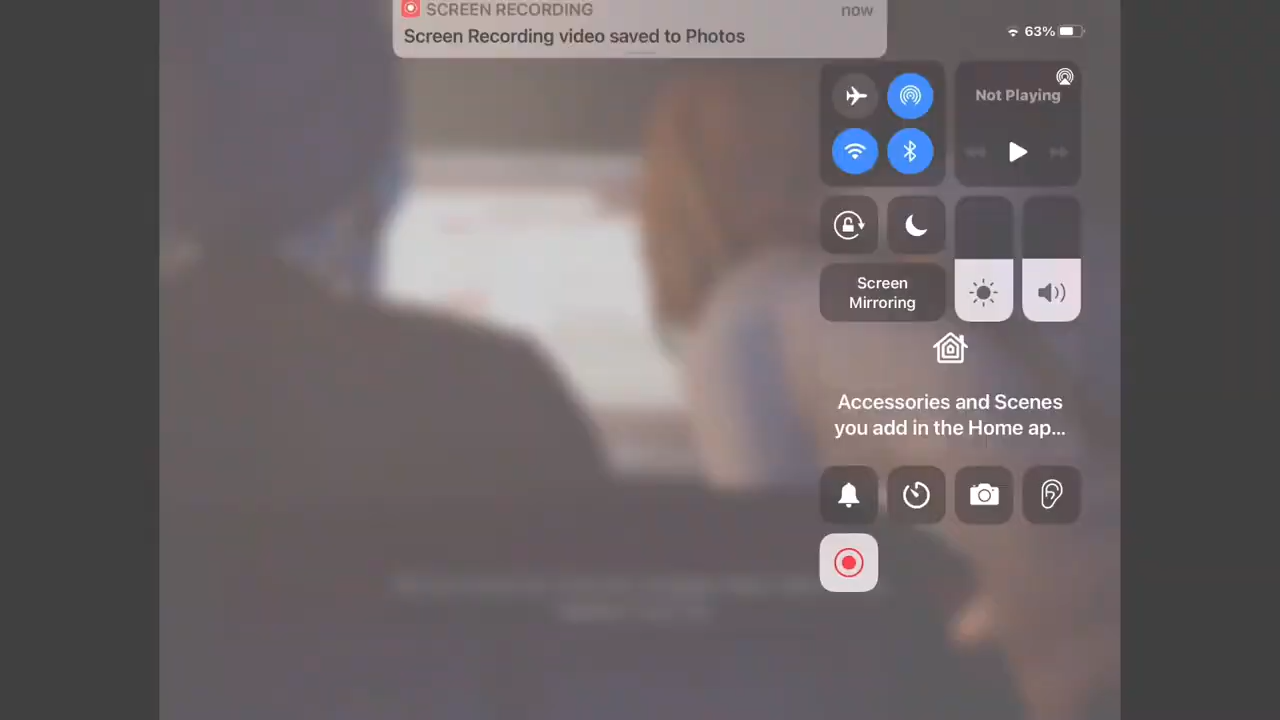 SCREEN RECORDING
now
Screen Recording video saved to Photos
63%
Not Playing
Screen
Mirroring
Accessories and Scenes
you add in the Home ap...